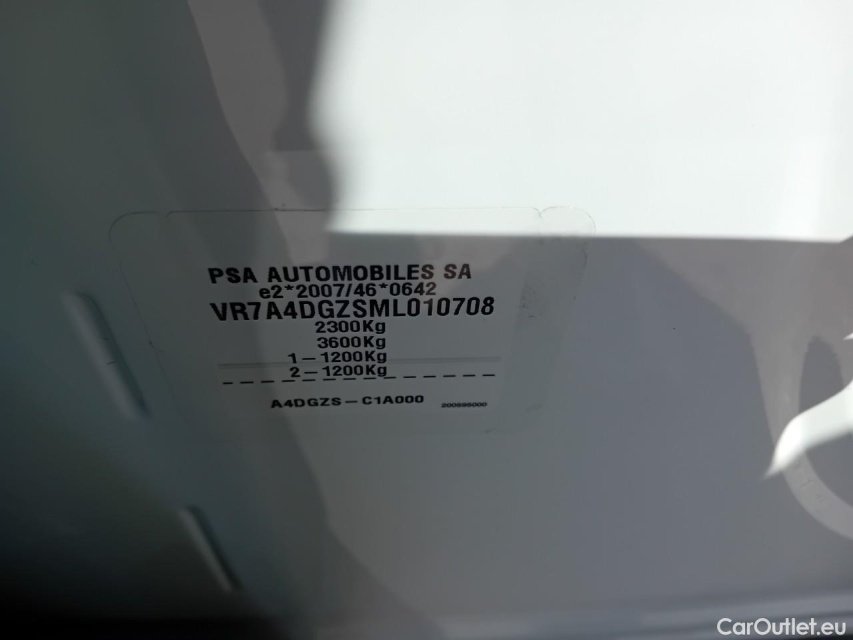 PSA AUTOMOBILES SA
e2*2007/46*0642
VR7A4DGZSML010708
2300Kg
3600Kg
1-1200Kg
2-1200Kg
A4DGZS-C1A000
CarOutlet.eu